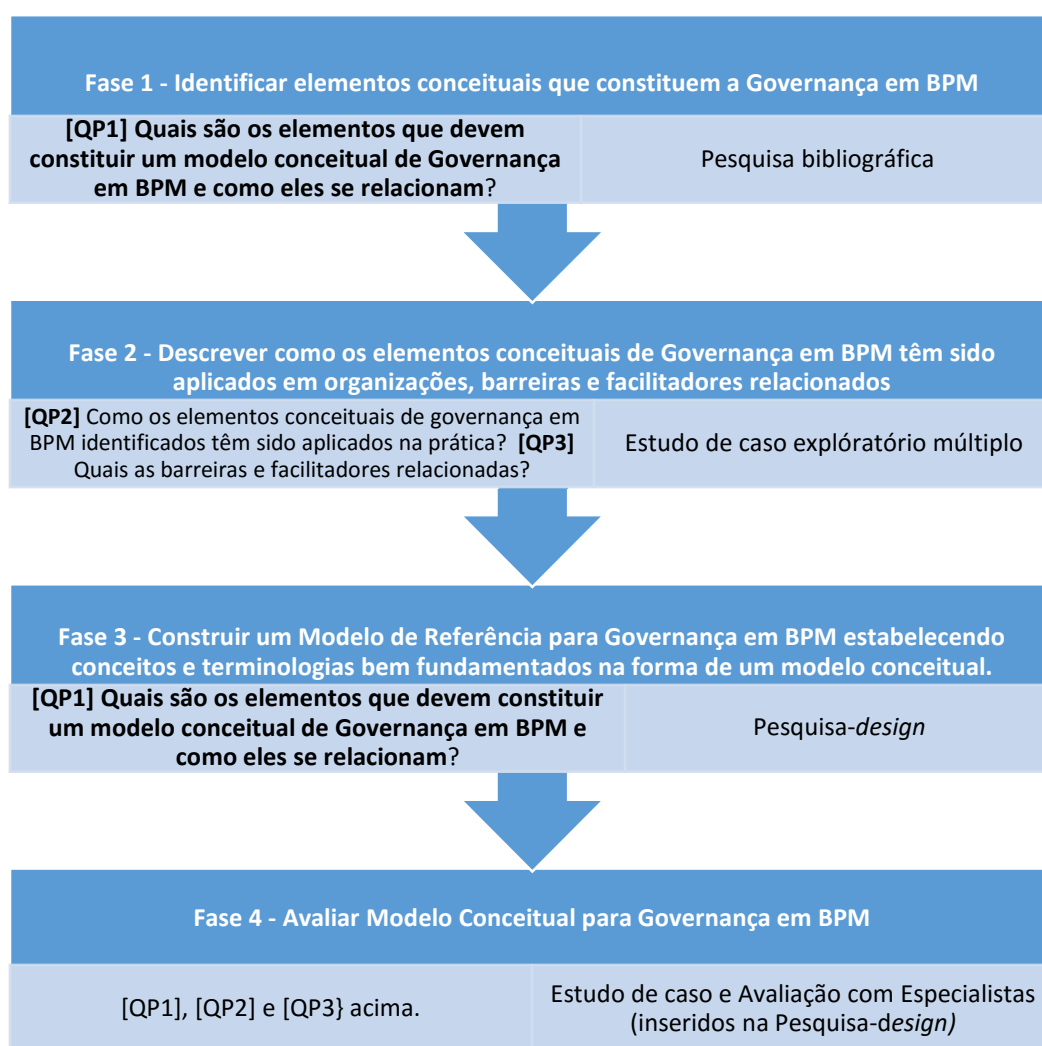 Fase 1 - Identificar elementos conceituais que constituem a Governança em BPM
[QP1] Quais são os elementos que devem
constituir um modelo conceitual de Governança
em BPM e como eles se relacionam?
Pesquisa bibliográfica
Fase 2 - Descrever como os elementos conceituais de Governança em BPM têm sido
aplicados em organizações, barreiras e facilitadores relacionados
[QP2] Como os elementos conceituais de governança em
BPM identificados têm sido aplicados na prática? [QP3]
Quais as barreiras e facilitadores relacionadas?
Estudo de caso explóratório múltiplo
Fase 3 - Construir um Modelo de Referência para Governança em BPM estabelecendo
conceitos e terminologias bem fundamentados na forma de um modelo conceitual.
[QP1] Quais são os elementos que devem constituir
um modelo conceitual de Governança em BPM e
como eles se relacionam?
Pesquisa-design
Fase 4 - Avaliar Modelo Conceitual para Governança em BPM
[QP1], [QP2] e [QP3} acima.
Estudo de caso e Avaliação com Especialistas
(inseridos na Pesquisa-design)